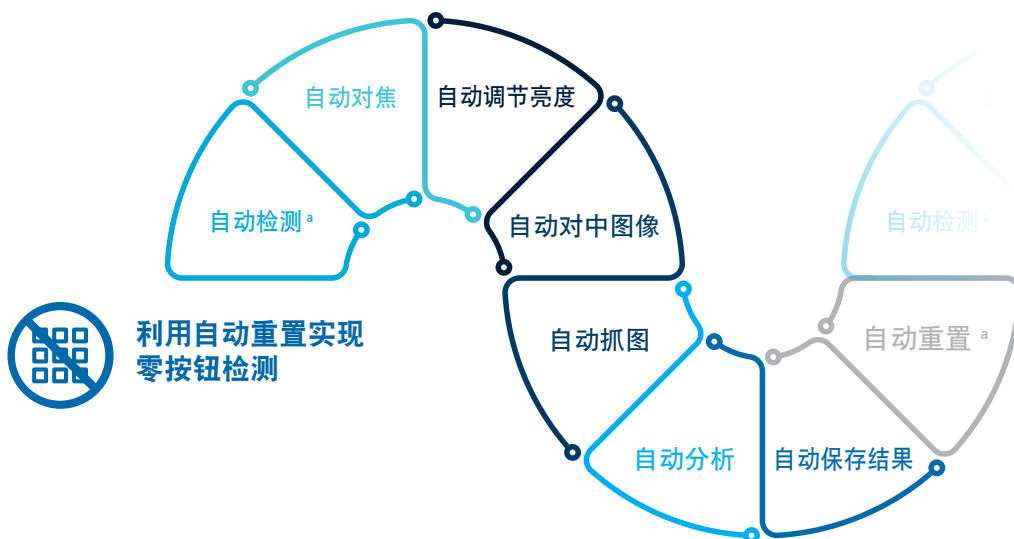 自动检测 a
自动对焦
自动调节亮度
自动对中图像
自动抓图
自动分析
自动保存结果
自动重置 a
自动检测 a
利用自动重置实现
零按钮检测